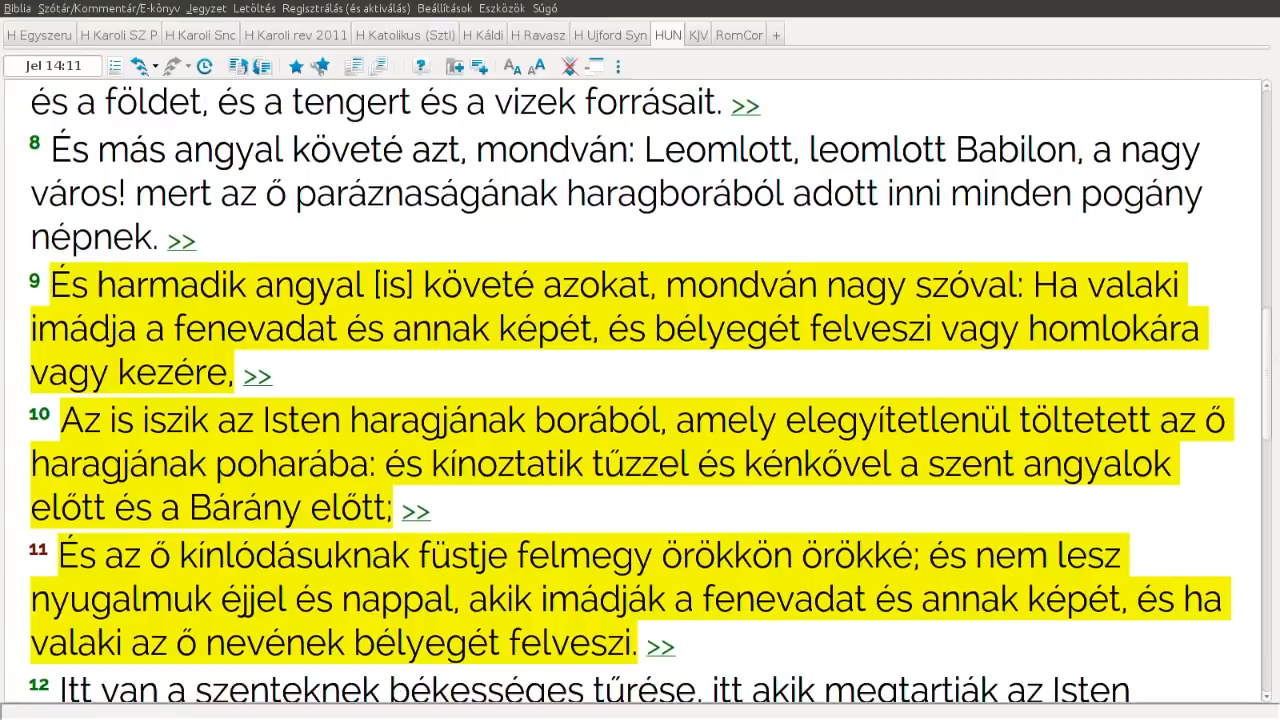 Biblia Szótár/Kommentár/E-könyv Jegyzet Letöltés Regisztrálás (és aktiválás) Beállítások Eszközök Súgó
H Egyszeru H Karoli SZ P H Karoli Snc H Karoli rev 2011 H Katolikus (Sztl) H Káldi H Ravasz H Ujford Syn HUN KJV RomCor +
Jel 14:11
és a földet, és a tengert és a vizek forrásait. >>
8 És más angyal követé azt, mondván: Leomlott, leomlott Babilon, a nagy
város! mert az ő paráznaságának haragborából adott inni minden pogány
népnek. >>
9 És harmadik angyal [is] követé azokat, mondván nagy szóval: Ha valaki
imádja a fenevadat és annak képét, és bélyegét felveszi vagy homlokára
vagy kezére, >>
10 Az is iszik az Isten haragjának borából, amely elegyítetlenül töltetett az ő
haragjának poharába: és kínoztatik tűzzel és kénkővel a szent angyalok
előtt és a Bárány előtt; >>
11 És az ő kínlódásuknak füstje felmegy örökkön örökké; és nem lesz
nyugalmuk éjjel és nappal, akik imádják a fenevadat és annak képét, és ha
valaki az ő nevének bélyegét felveszi. >>
12 Itt van a szenteknek békességes tűrése, itt akik megtartják az Isten